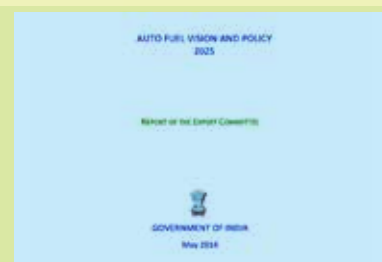 AUTO FUEL VISION AND POLICY
2025
REPORT OF THE EXPERT COMMITTEE
GOVERNMENT OF INDIA
May 2014